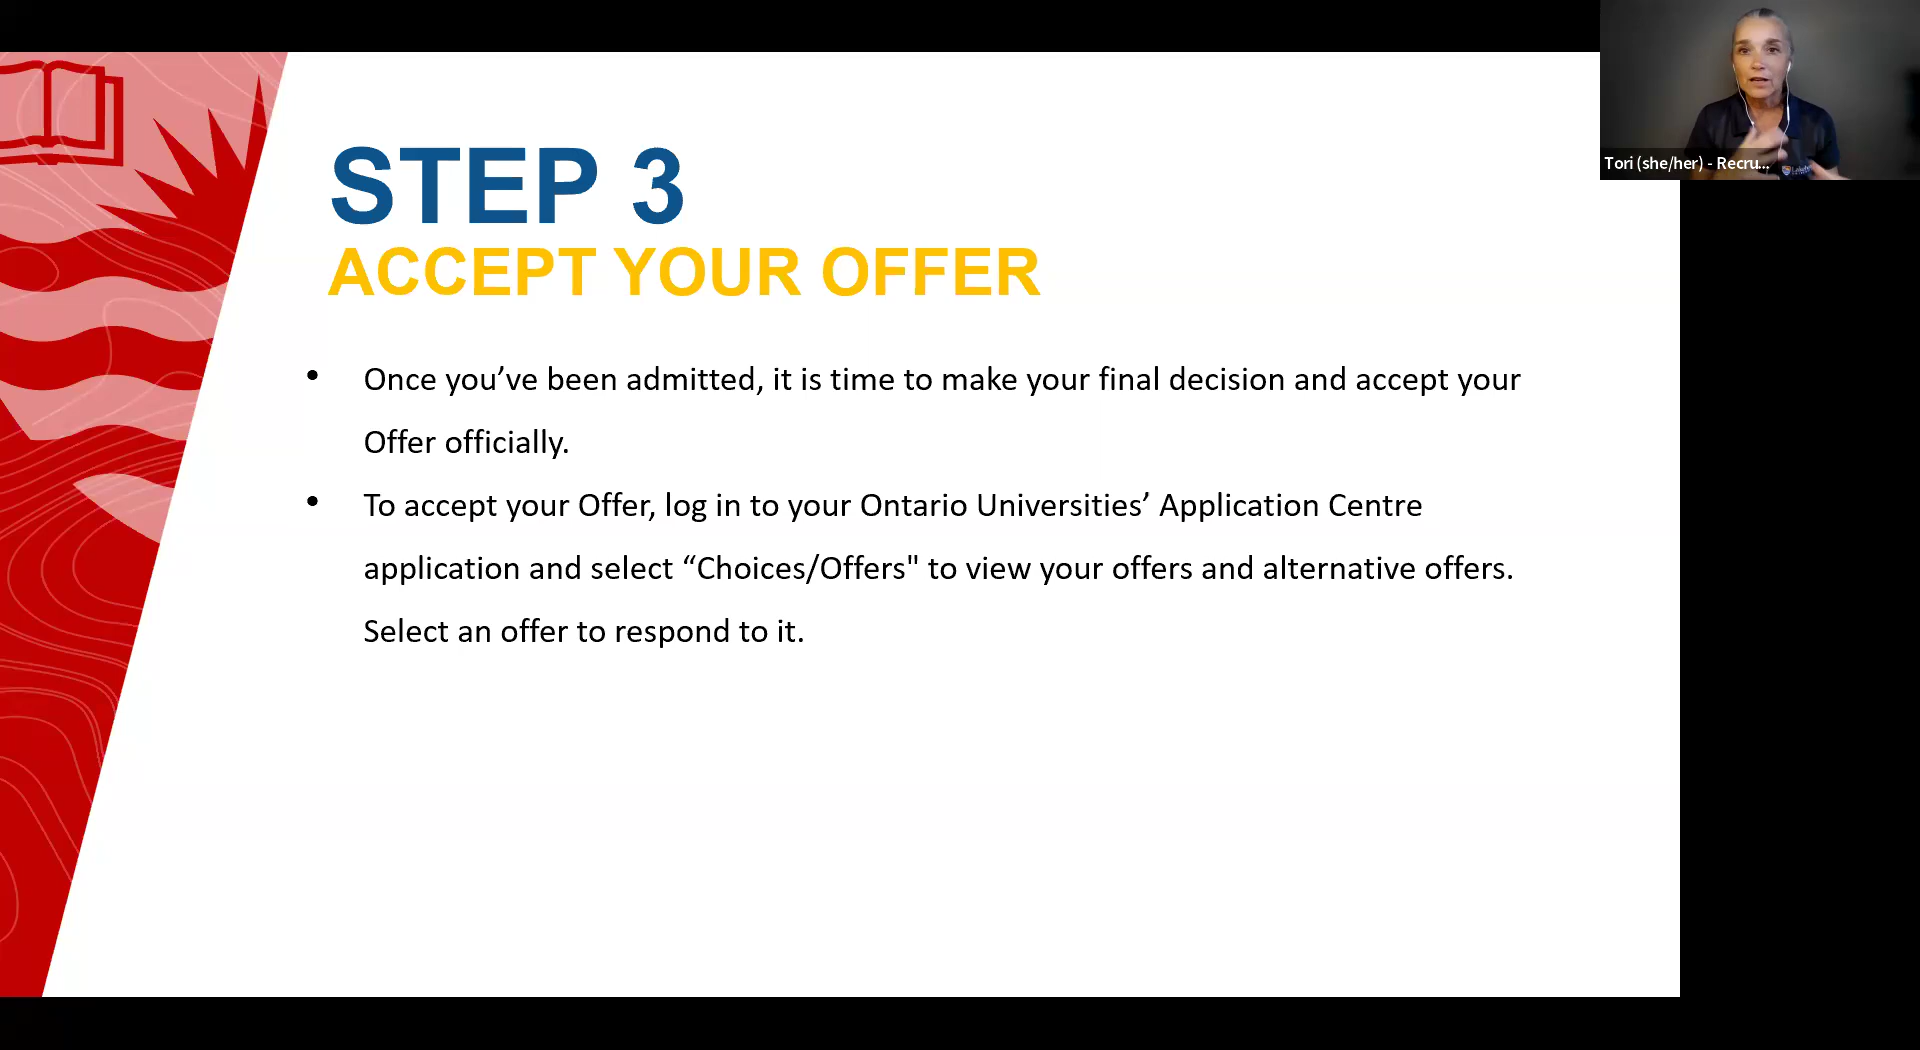 STEP 3
ACCEPT YOUR OFFER
• Once you’ve been admitted, it is time to make your final decision and accept your
Offer officially.
• To accept your Offer, log in to your Ontario Universities’ Application Centre
application and select “Choices/Offers" to view your offers and alternative offers.
Select an offer to respond to it.
Tori (she/her) - Recru...